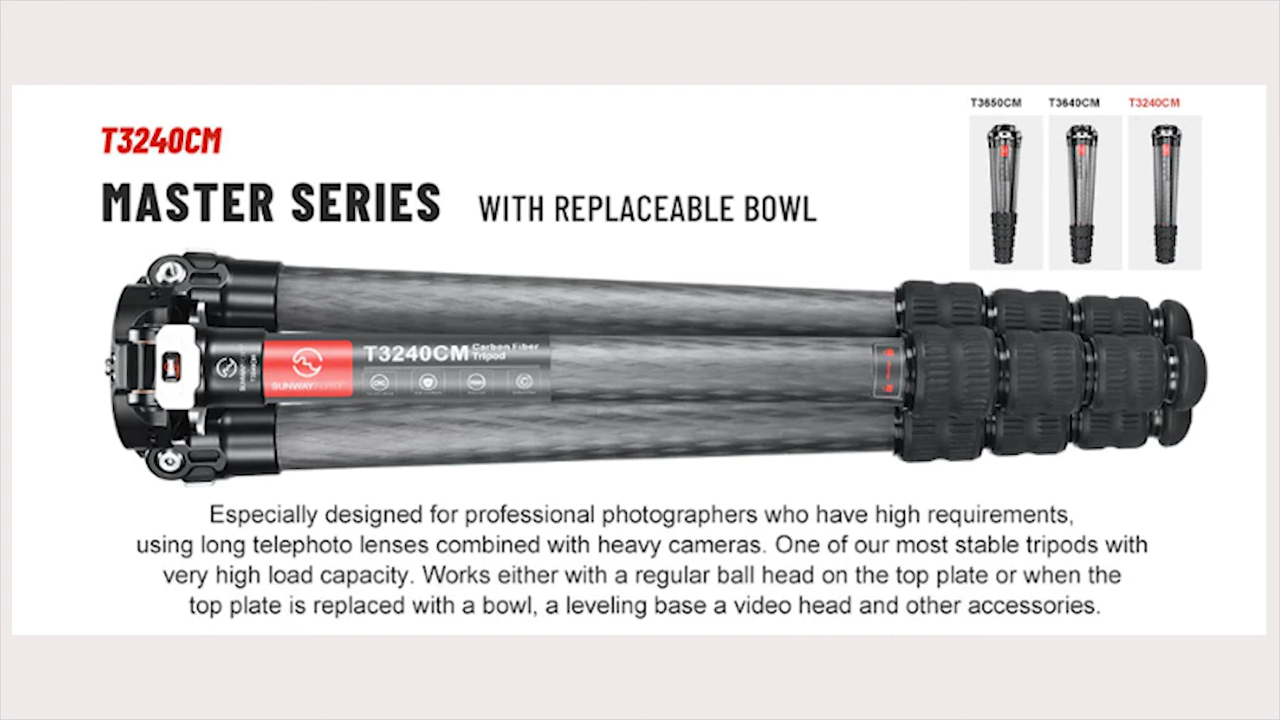 T3650CM T3640CM T3240CM
T3240CM
MASTER SERIES WITH REPLACEABLE BOWL
T3240CM Carbon Fiber
Tripod
SUNWAYFOTO
Especially designed for professional photographers who have high requirements,
using long telephoto lenses combined with heavy cameras. One of our most stable tripods with
very high load capacity. Works either with a regular ball head on the top plate or when the
top plate is replaced with a bowl, a leveling base a video head and other accessories.